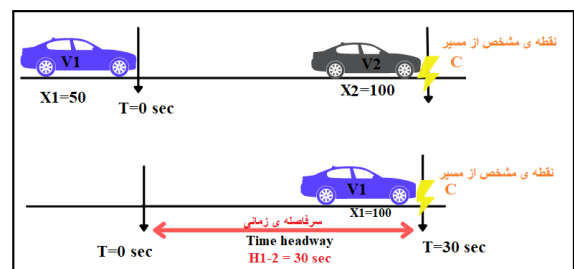 نقطه ی مشخص از مسیر
C
V1
V2
X1=50
T=0 sec
X2=100
نقطه ی مشخص از مسیر
C
V1
X1=100
سرفاصله ی زمانی
T=0 sec
Time headway
H1-2 = 30 sec
T=30 sec